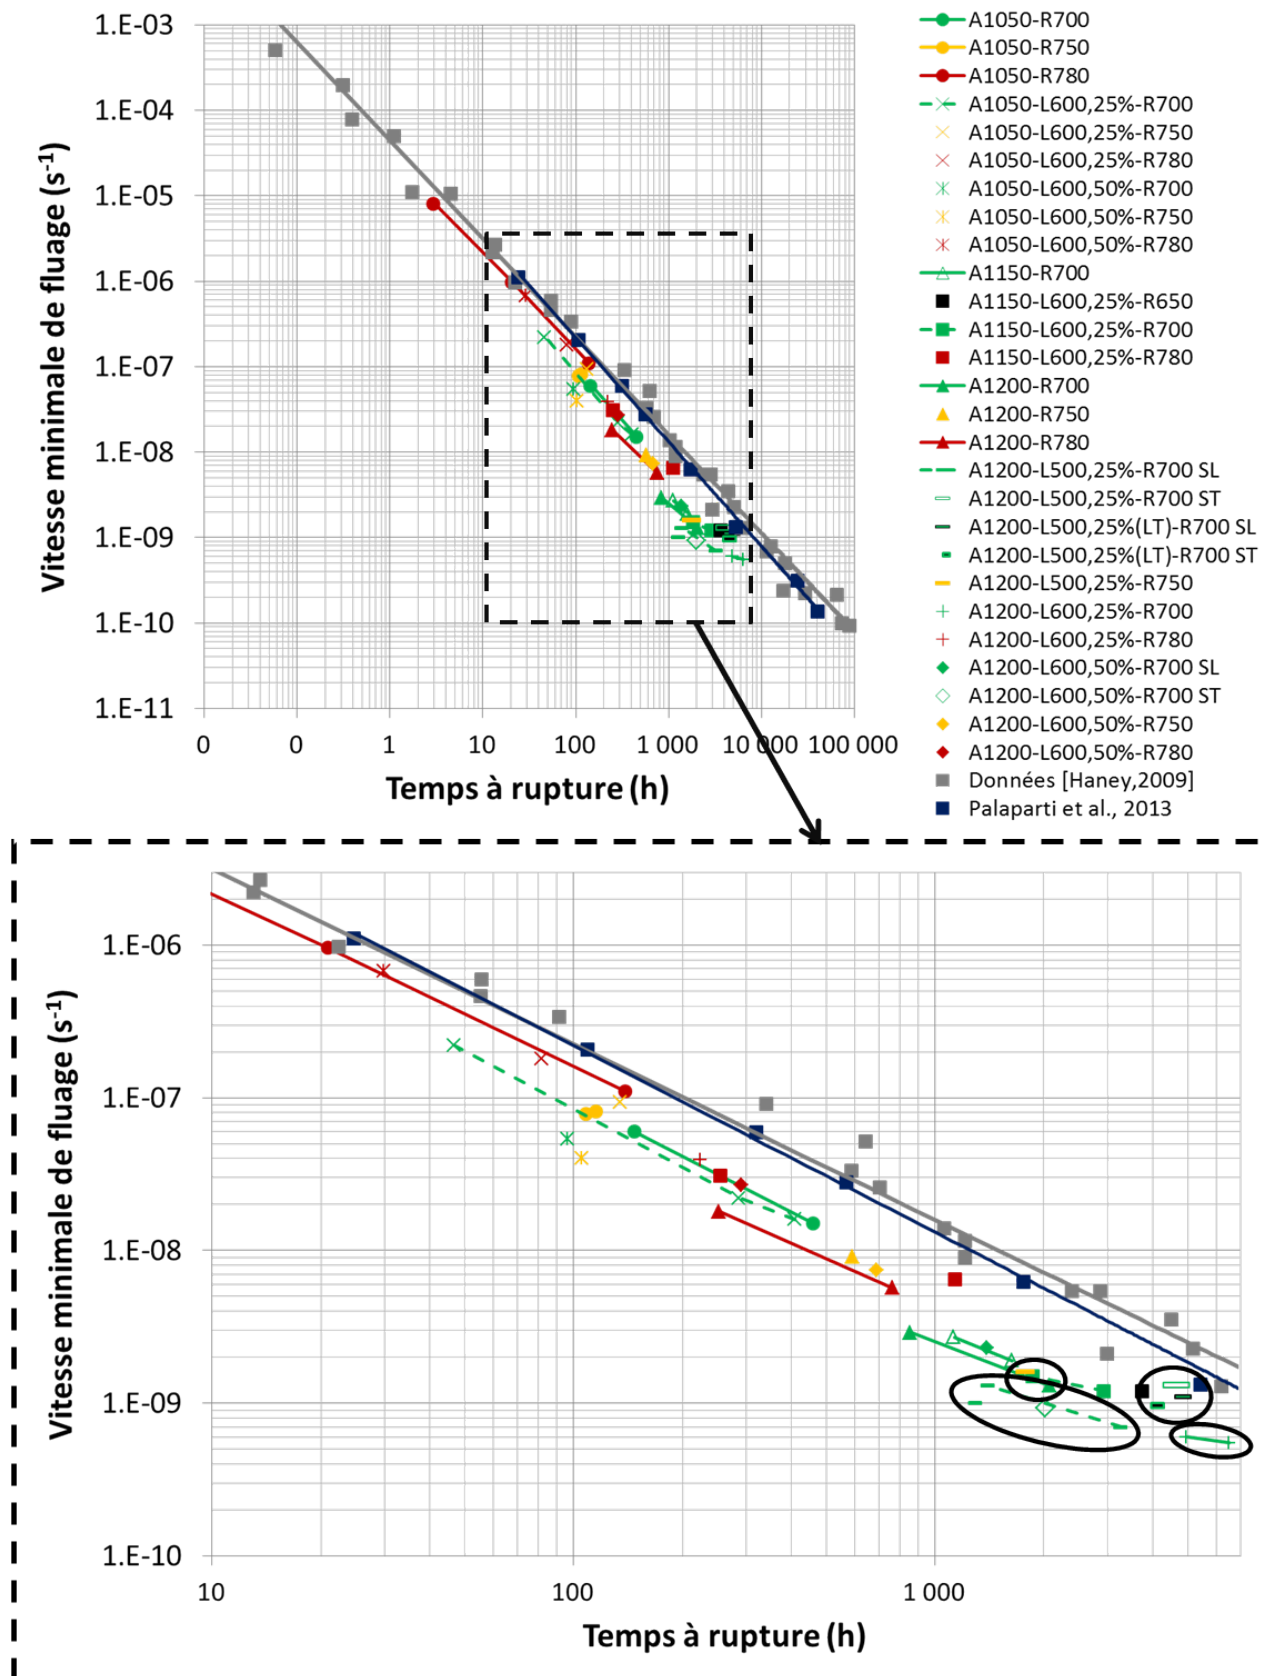 1.E-03
1.E-04
1.E-05
1.E-06
1.E-07
1.E-08
1.E-09
1.E-10
1.E-11
Vitesse minimale de fluage (s-1)
0 0 1 10 100 1 000 10 000 100 000
Temps à rupture (h)
A1050-R700
A1050-R750
A1050-R780
A1050-L600,25%-R700
A1050-L600,25%-R750
A1050-L600,25%-R780
A1050-L600,50%-R700
A1050-L600,50%-R750
A1050-L600,50%-R780
A1150-R700
A1150-L600,25%-R650
A1150-L600,25%-R700
A1150-L600,25%-R780
A1200-R700
A1200-R750
A1200-R780
A1200-L500,25%-R700 SL
A1200-L500,25%-R700 ST
A1200-L500,25%(LT)-R700 SL
A1200-L500,25%(LT)-R700 ST
A1200-L500,25%-R750
A1200-L600,25%-R700
A1200-L600,25%-R780
A1200-L600,50%-R700 SL
A1200-L600,50%-R700 ST
A1200-L600,50%-R750
A1200-L600,50%-R780
Données [Haney,2009]
Palaparti et al., 2013
1.E-06
1.E-07
1.E-08
1.E-09
1.E-10
Vitesse minimale de fluage (s-1)
10 100 1 000
Temps à rupture (h)